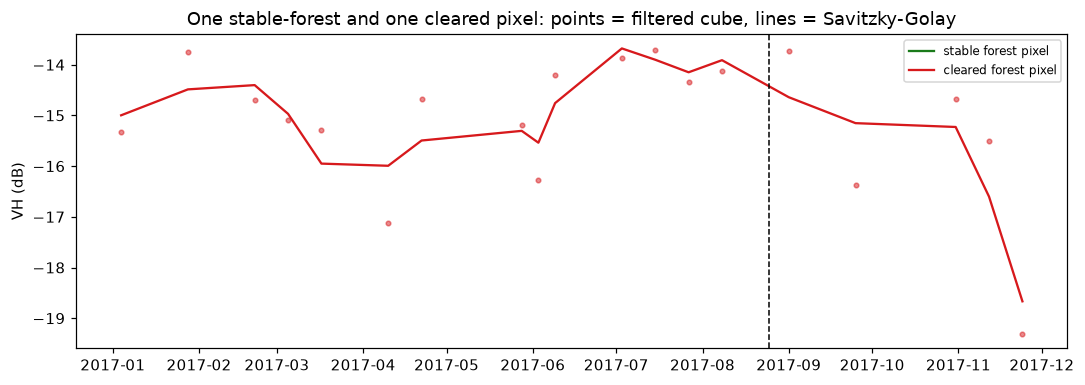 One stable-forest and one cleared pixel: points = filtered cube, lines = Savitzky-Golay
stable forest pixel
cleared forest pixel
VH (dB)
−14
−15
−16
−17
−18
−19
2017-01 2017-02 2017-03 2017-04 2017-05 2017-06 2017-07 2017-08 2017-09 2017-10 2017-11 2017-12